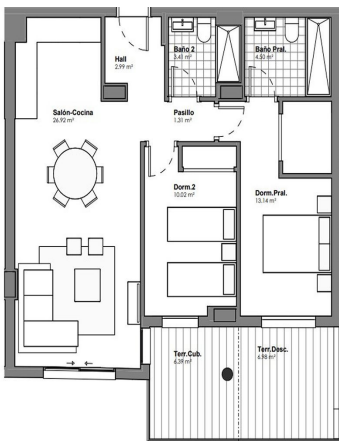 Baño 2
3.41 m²
Baño Pral.
4.50 m²
Hall
2.99 m²
Salón-Cocina
26.92 m²
Pasillo
1.31 m²
Dorm.2
10.02 m²
Dorm.Pral.
13,14 m²
Terr.Cub.
6.39 m²
Terr.Desc.
6.98 m²